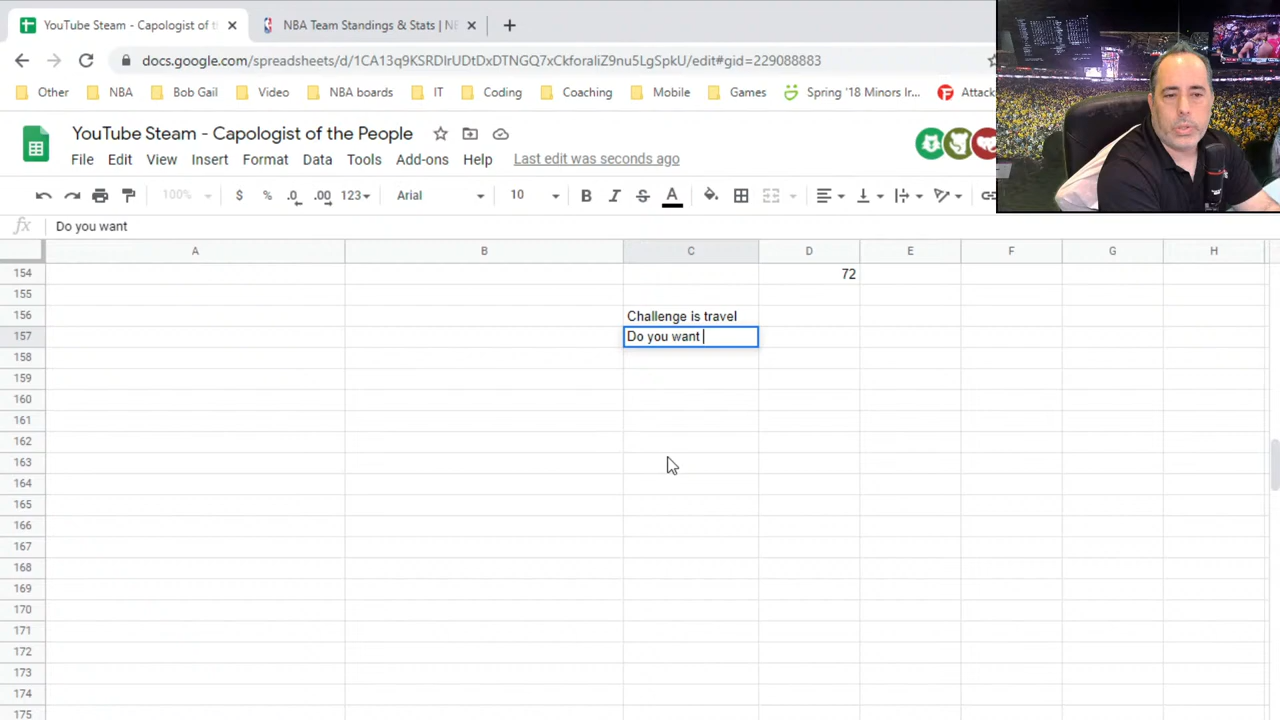 YouTube Steam - Capologist of t
NBA Team Standings & Stats | N
docs.google.com/spreadsheets/d/1CA13q9KSRDIrUDtDxDTNGQ7xCkforaliZ9nu5LgSpkU/edit#gid=229088883
Other
NBA
Bob Gail
Video
NBA boards
IT
Coding
Coaching
Mobile
Games
Spring '18 Minors Ir...
Attack
YouTube Steam - Capologist of the People
File Edit View Insert Format Data Tools Add-ons Help Last edit was seconds ago
100% $ % .0 .00 123 Arial 10 B I S A
fx Do you want
A B C D E F G H
154 72
155
156 Challenge is travel
157 Do you want
158
159
160
161
162
163
164
165
166
167
168
169
170
171
172
173
174
175